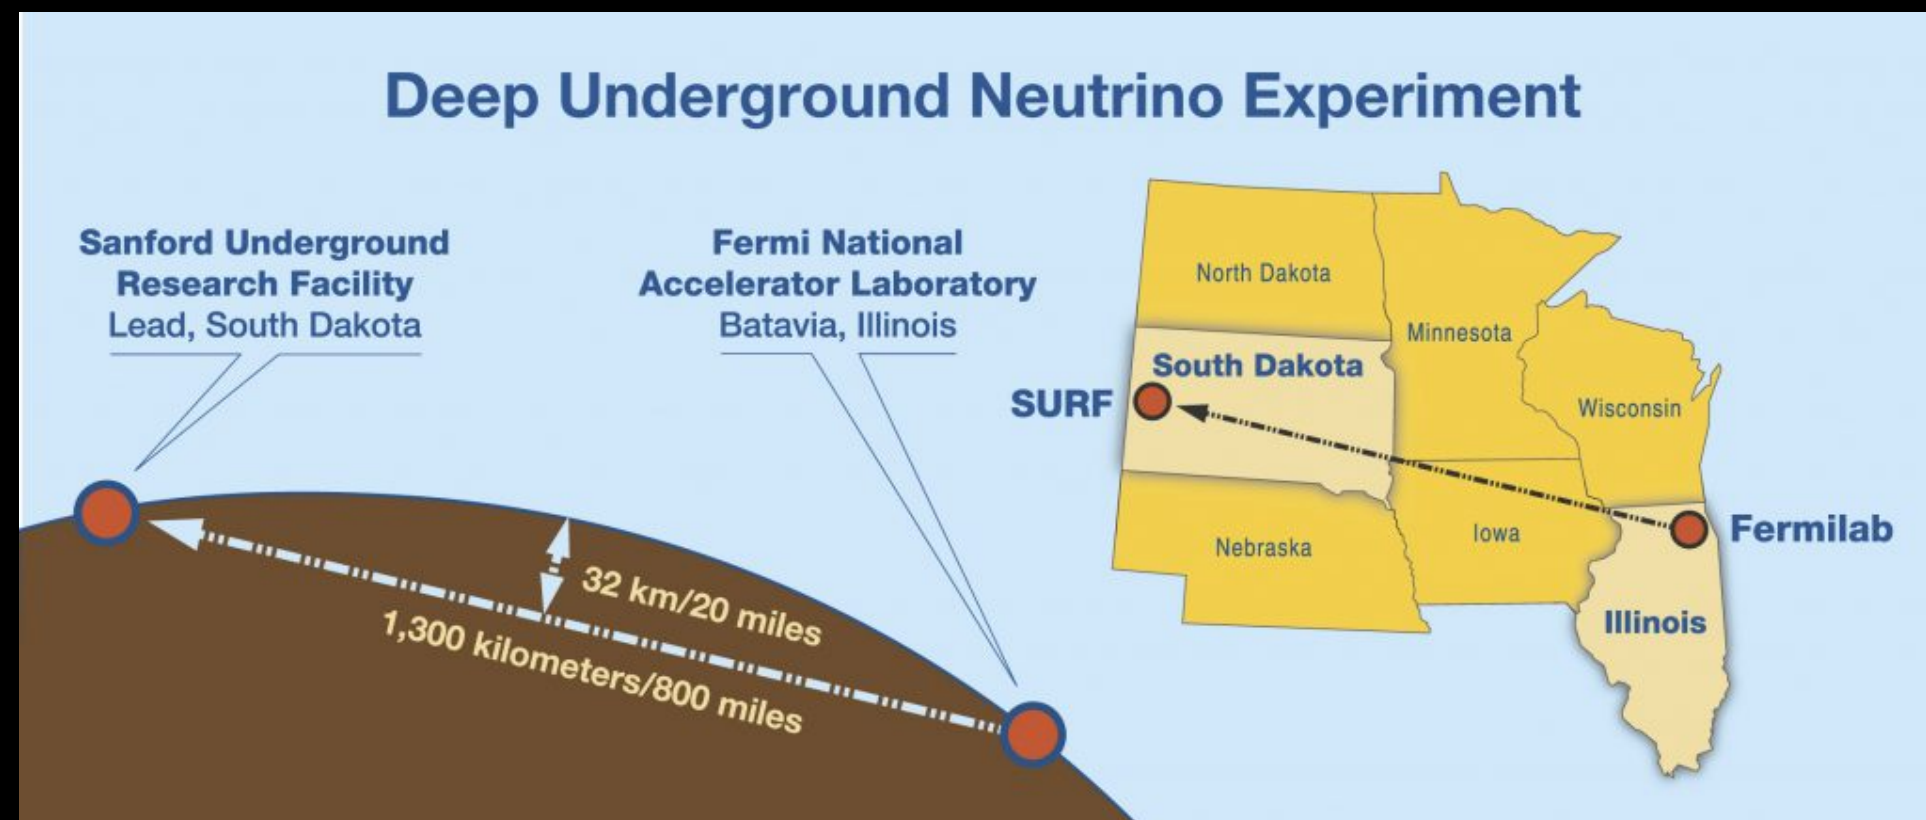 Deep Underground Neutrino Experiment
Sanford Underground
Research Facility
Lead, South Dakota
Fermi National
Accelerator Laboratory
Batavia, Illinois
32 km/20 miles
1,300 kilometers/800 miles
North Dakota
Minnesota
South Dakota
SURF
Wisconsin
Fermilab
Iowa
Nebraska
Illinois